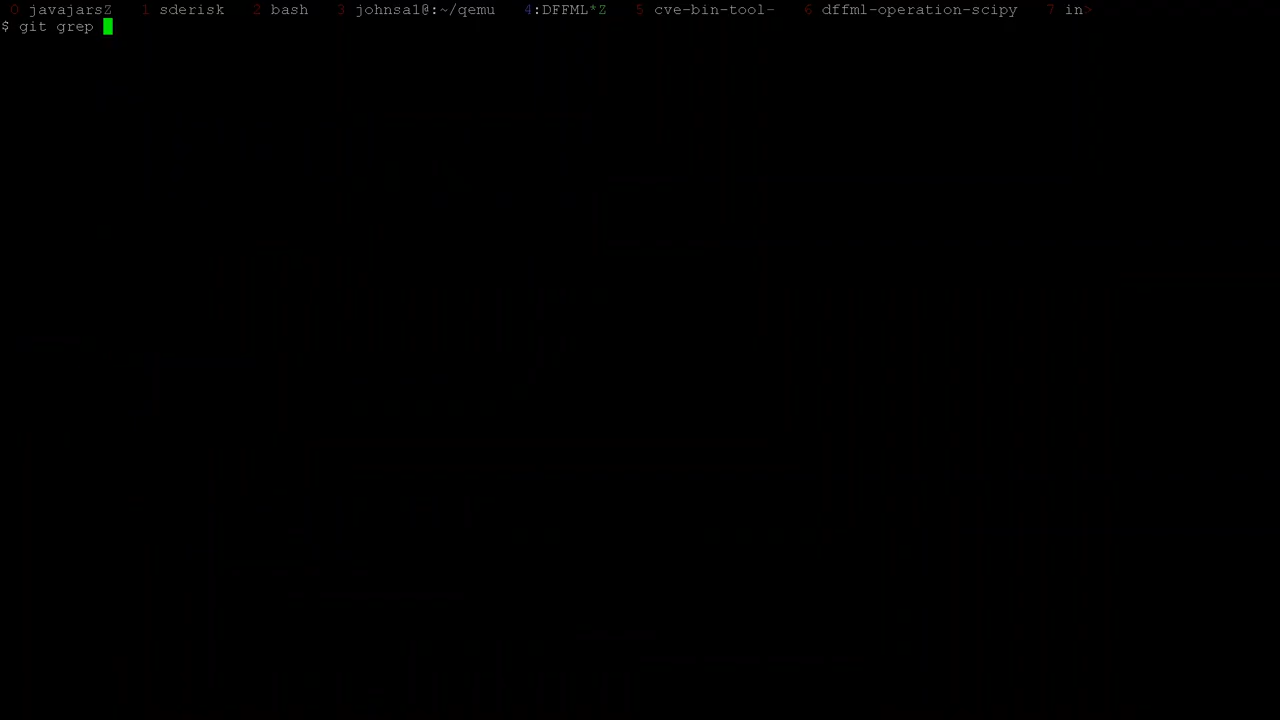 0 javajarsZ 1 sderisk 2 bash 3 johnsa1@:~/qemu 4:DFFML*Z 5 cve-bin-tool- 6 dffml-operation-scipy 7 in>
$ git grep